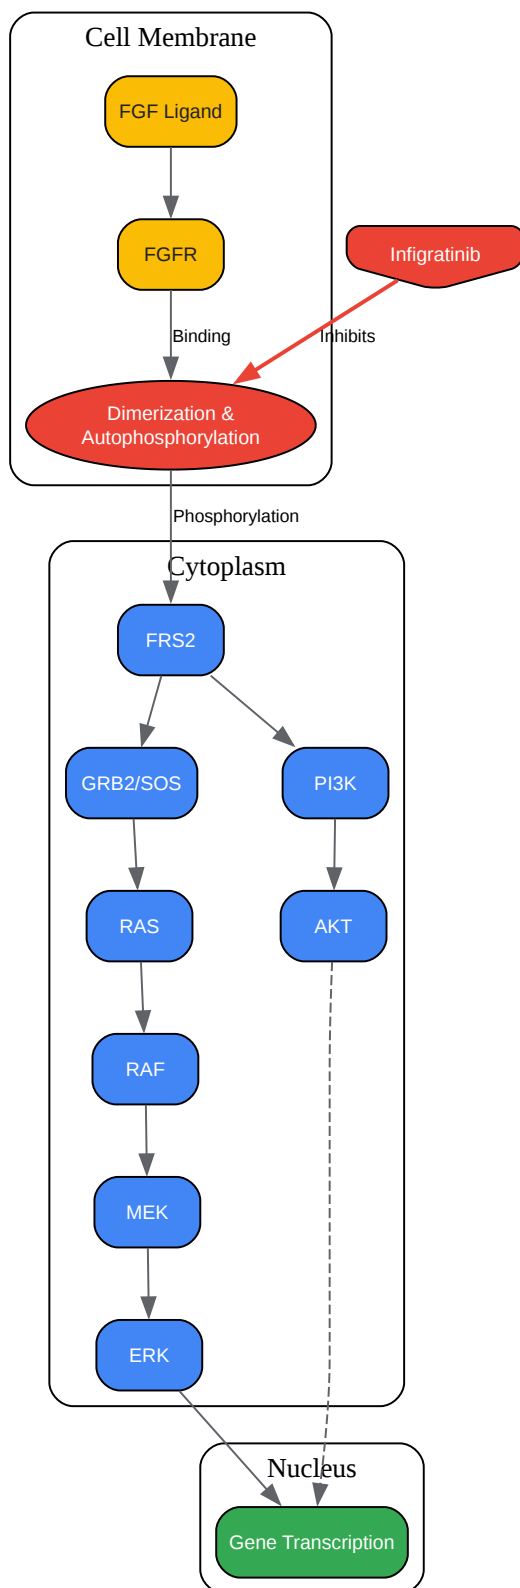 Cell Membrane
FGF Ligand
FGFR
Infigratinib
Binding
Inhibits
Dimerization &
Autophosphorylation
Phosphorylation
Cytoplasm
FRS2
GRB2/SOS
PI3K
RAS
AKT
RAF
MEK
ERK
Nucleus
Gene Transcription